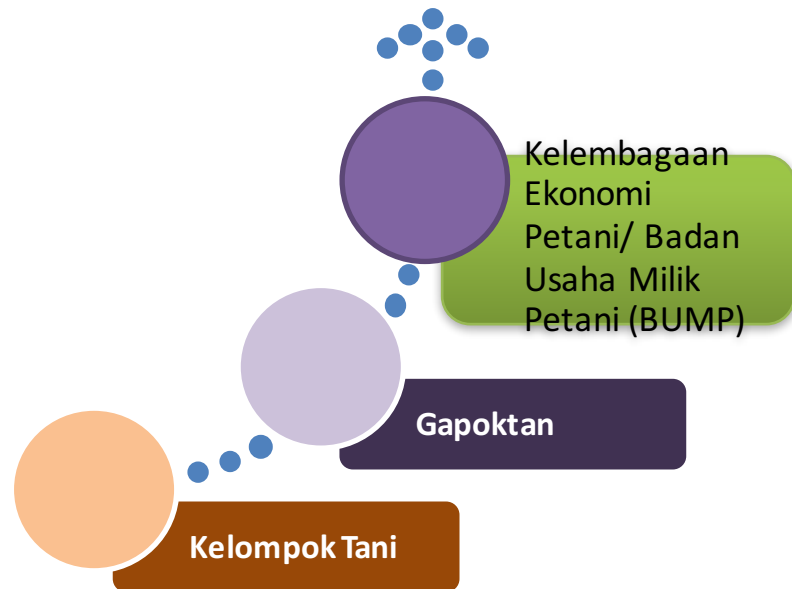 Kelembagaan
Ekonomi
Petani/ Badan
Usaha Milik
Petani (BUMP)
Gapoktan
Kelompok Tani